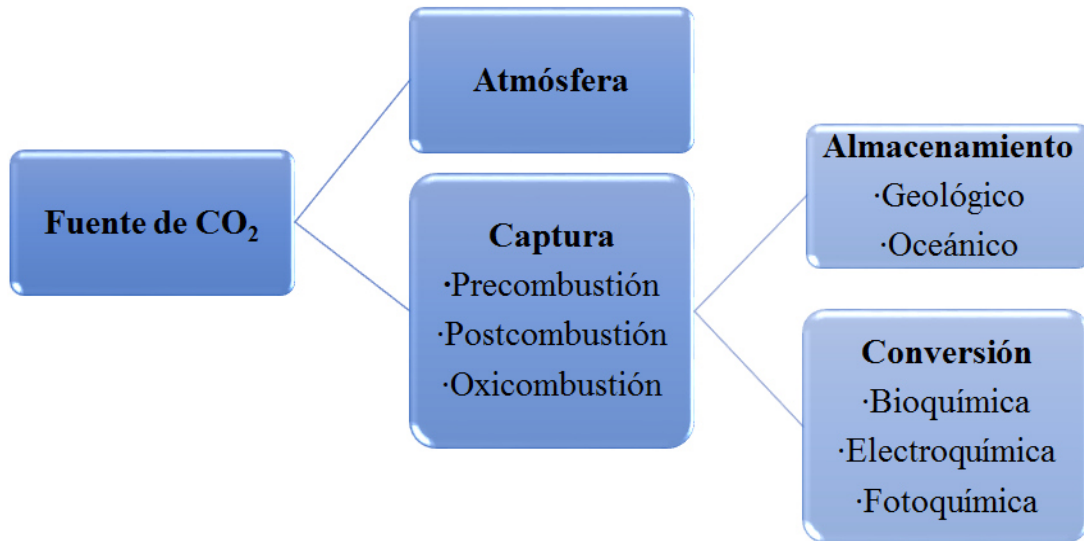 Fuente de CO₂
Atmósfera
Captura
·Precombustión
·Postcombustión
·Oxicombustión
Almacenamiento
·Geológico
·Oceánico
Conversión
·Bioquímica
·Electroquímica
·Fotoquímica